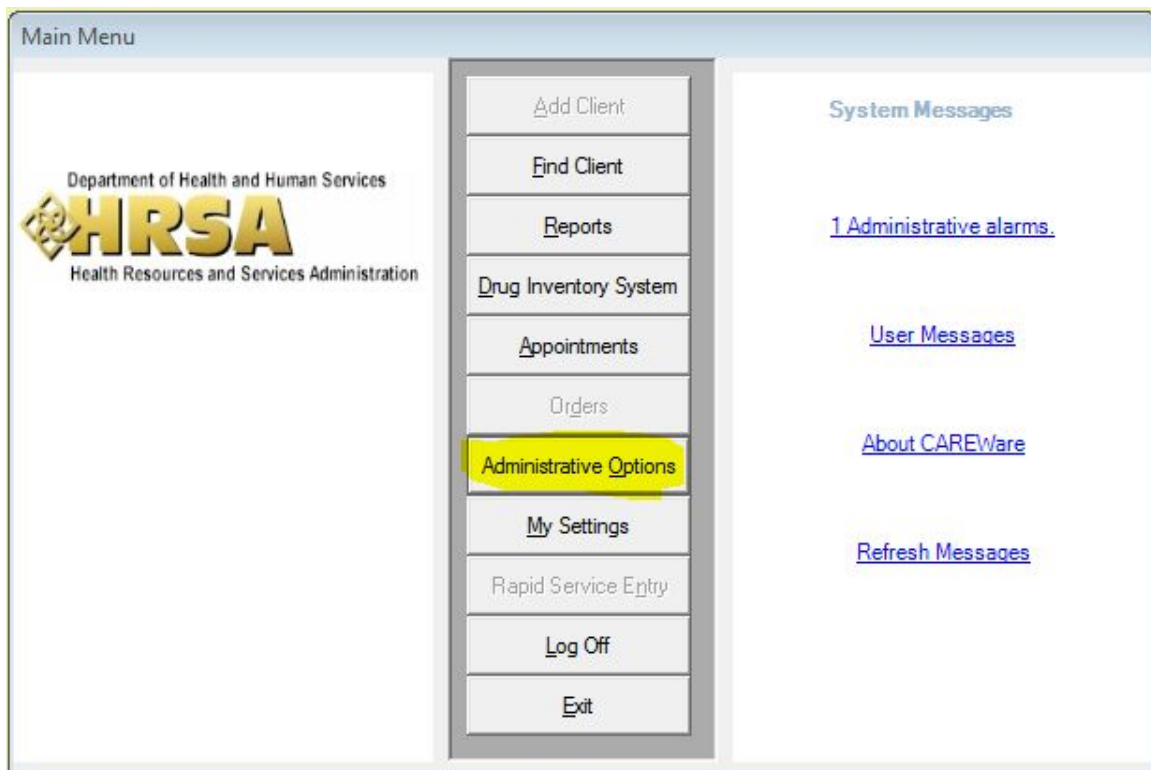 Main Menu
Department of Health and Human Services
HRSA
Health Resources and Services Administration
Add Client
Find Client
Reports
Drug Inventory System
Appointments
Orders
Administrative Options
My Settings
Rapid Service Entry
Log Off
Exit
System Messages
1 Administrative alarms.
User Messages
About CAREWare
Refresh Messages